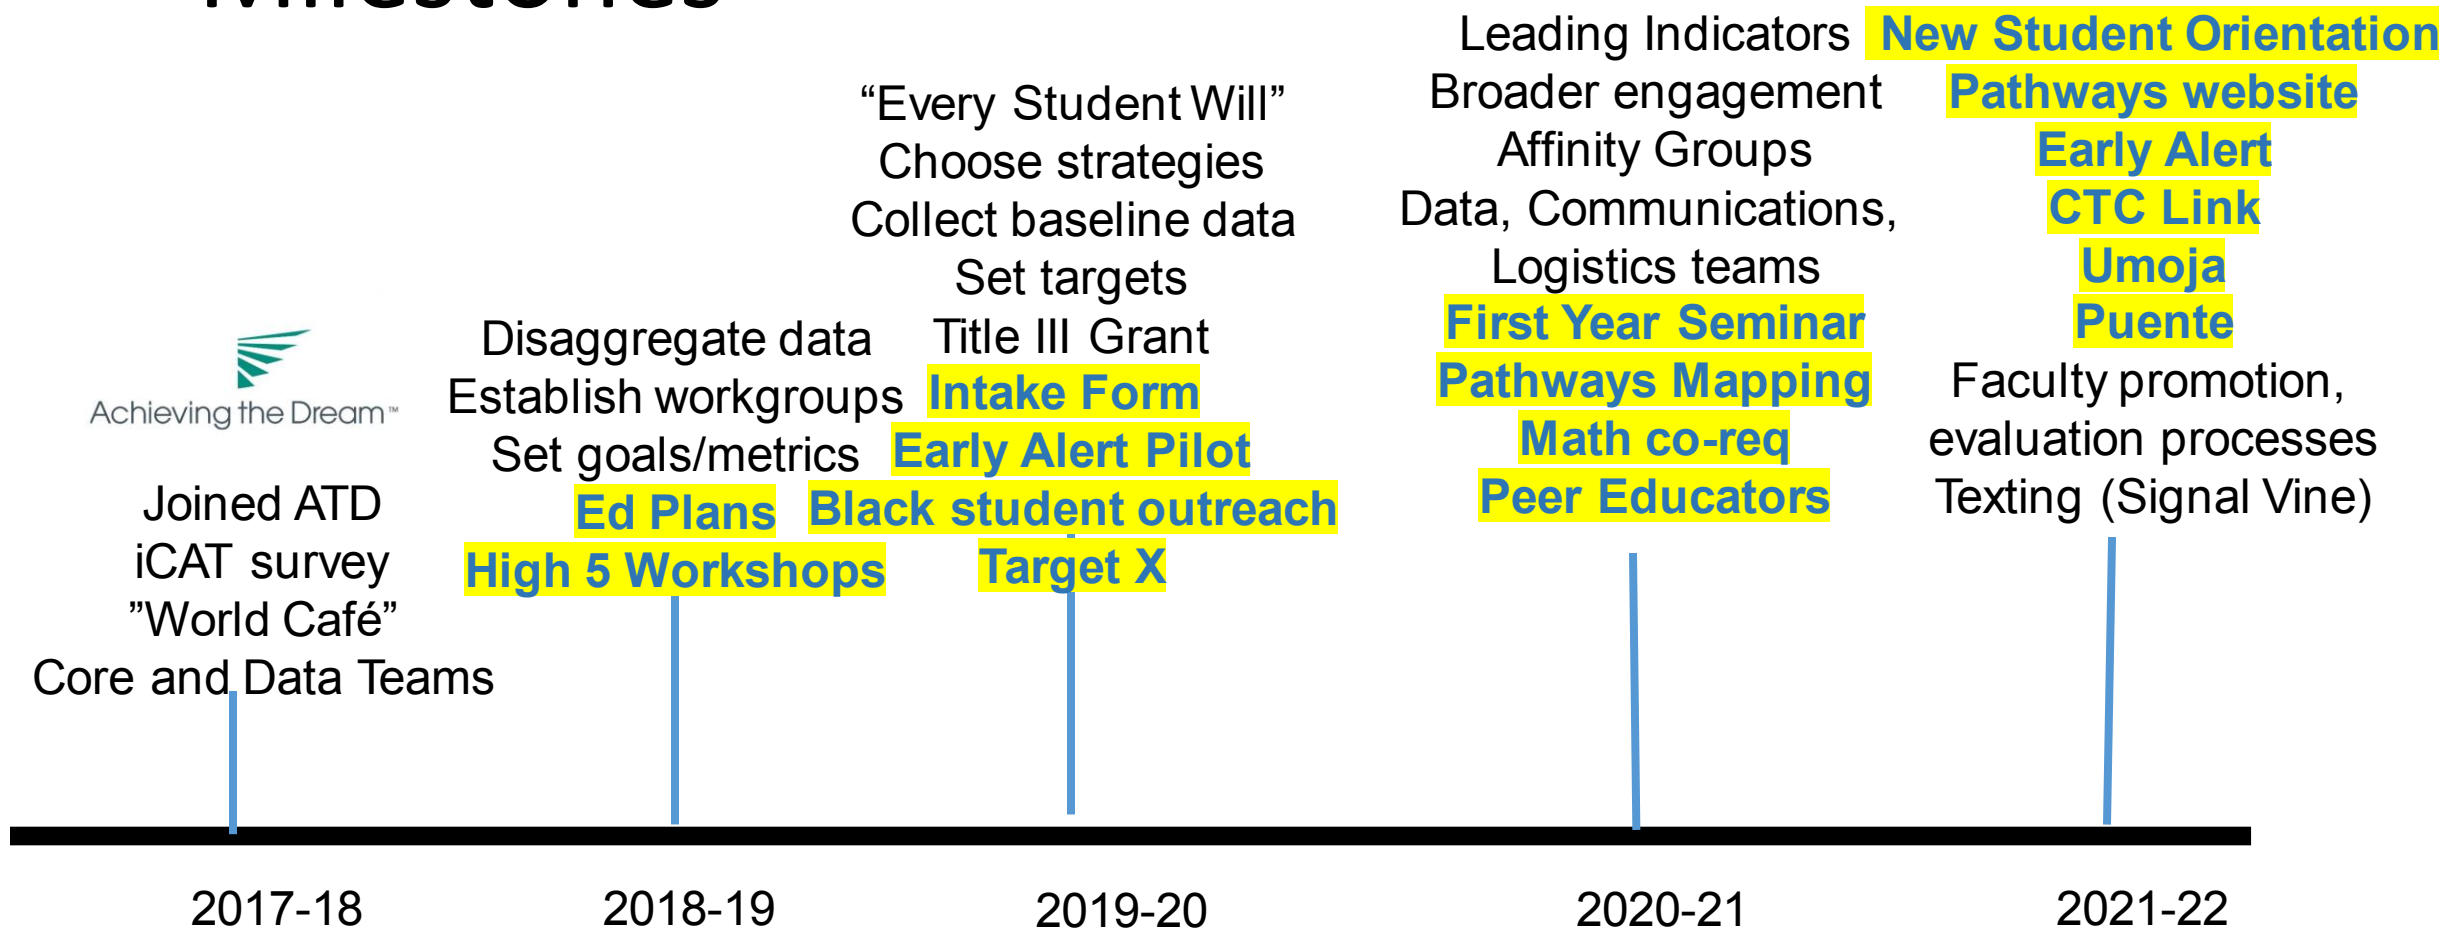 Milestones
Achieving the Dream™
Joined ATD
iCAT survey
”World Café”
Core and Data Teams
Disaggregate data
Establish workgroups
Set goals/metrics
Ed Plans
High 5 Workshops
“Every Student Will”
Choose strategies
Collect baseline data
Set targets
Title III Grant
Intake Form
Early Alert Pilot
Black student outreach
Target X
Leading Indicators
Broader engagement
Affinity Groups
Data, Communications,
Logistics teams
First Year Seminar
Pathways Mapping
Math co-req
Peer Educators
New Student Orientation
Pathways website
Early Alert
CTC Link
Umoja
Puente
Faculty promotion,
evaluation processes
Texting (Signal Vine)
2017-18
2018-19
2019-20
2020-21
2021-22